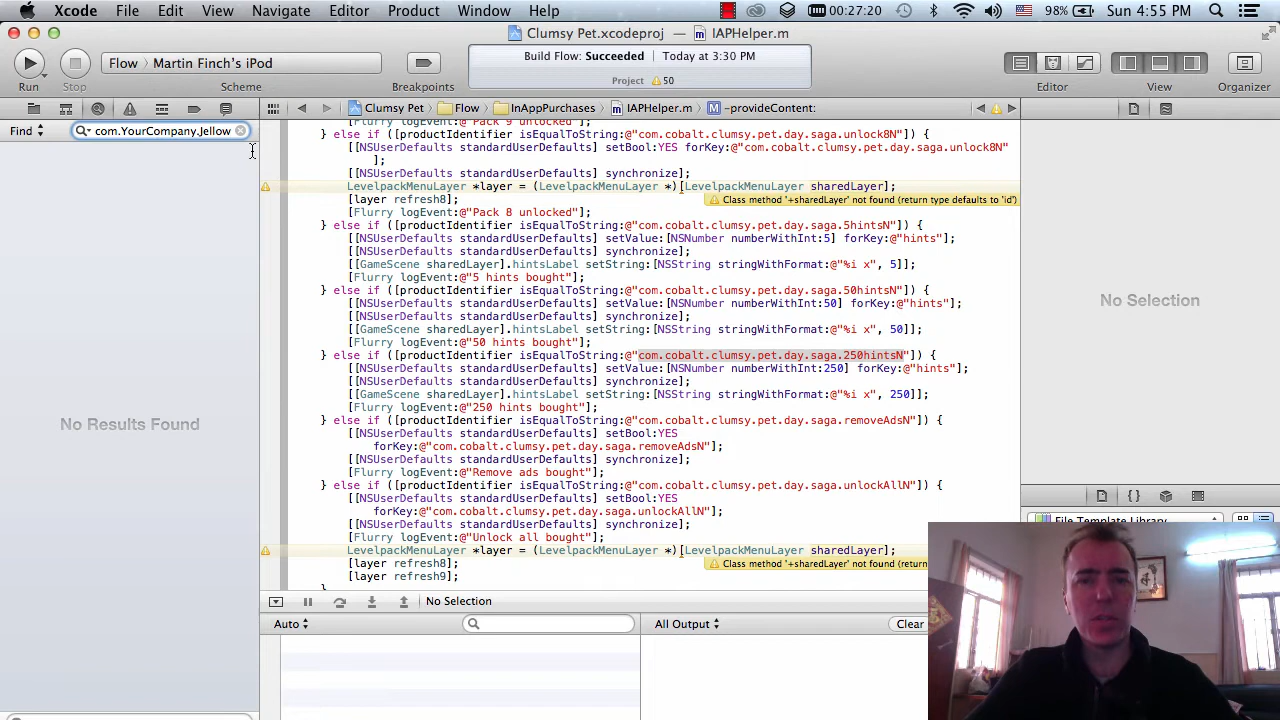 Xcode File Edit View Navigate Editor Product Window Help 00:27:20 98% Sun 4:55 PM
Clumsy Pet.xcodeproj — IAPHelper.m
Run Stop Flow Martin Finch's iPod Scheme Breakpoints Build Flow: Succeeded Today at 3:30 PM Project 50 Editor View Organizer
Clumsy Pet Flow InAppPurchases IAPHelper.m M –provideContent:
Find com.YourCompany.Jellow
[Flurry logEvent:@"Pack 9 unlocked"];
} else if ([productIdentifier isEqualToString:@"com.cobalt.clumsy.pet.day.saga.unlock8N"]) {
[[NSUserDefaults standardUserDefaults] setBool:YES forKey:@"com.cobalt.clumsy.pet.day.saga.unlock8N"
];
[[NSUserDefaults standardUserDefaults] synchronize];
LevelpackMenuLayer *layer = (LevelpackMenuLayer *)[LevelpackMenuLayer sharedLayer];
[layer refresh8]; Class method '+sharedLayer' not found (return type defaults to 'id')
[Flurry logEvent:@"Pack 8 unlocked"];
} else if ([productIdentifier isEqualToString:@"com.cobalt.clumsy.pet.day.saga.5hintsN"]) {
[[NSUserDefaults standardUserDefaults] setValue:[NSNumber numberWithInt:5] forKey:@"hints"];
[[NSUserDefaults standardUserDefaults] synchronize];
[[GameScene sharedLayer].hintsLabel setString:[NSString stringWithFormat:@"%i x", 5]];
[Flurry logEvent:@"5 hints bought"];
} else if ([productIdentifier isEqualToString:@"com.cobalt.clumsy.pet.day.saga.50hintsN"]) {
[[NSUserDefaults standardUserDefaults] setValue:[NSNumber numberWithInt:50] forKey:@"hints"];
[[NSUserDefaults standardUserDefaults] synchronize];
[[GameScene sharedLayer].hintsLabel setString:[NSString stringWithFormat:@"%i x", 50]];
[Flurry logEvent:@"50 hints bought"];
} else if ([productIdentifier isEqualToString:@"com.cobalt.clumsy.pet.day.saga.250hintsN"]) {
[[NSUserDefaults standardUserDefaults] setValue:[NSNumber numberWithInt:250] forKey:@"hints"];
[[NSUserDefaults standardUserDefaults] synchronize];
[[GameScene sharedLayer].hintsLabel setString:[NSString stringWithFormat:@"%i x", 250]];
[Flurry logEvent:@"250 hints bought"];
} else if ([productIdentifier isEqualToString:@"com.cobalt.clumsy.pet.day.saga.removeAdsN"]) {
[[NSUserDefaults standardUserDefaults] setBool:YES
forKey:@"com.cobalt.clumsy.pet.day.saga.removeAdsN"];
[[NSUserDefaults standardUserDefaults] synchronize];
[Flurry logEvent:@"Remove ads bought"];
} else if ([productIdentifier isEqualToString:@"com.cobalt.clumsy.pet.day.saga.unlockAllN"]) {
[[NSUserDefaults standardUserDefaults] setBool:YES
forKey:@"com.cobalt.clumsy.pet.day.saga.unlockAllN"];
[[NSUserDefaults standardUserDefaults] synchronize];
[Flurry logEvent:@"Unlock all bought"];
LevelpackMenuLayer *layer = (LevelpackMenuLayer *)[LevelpackMenuLayer sharedLayer];
[layer refresh8]; Class method '+sharedLayer' not found (return
[layer refresh9];
}
No Results Found
No Selection
{}
File Template Library
No Selection
Auto All Output Clear